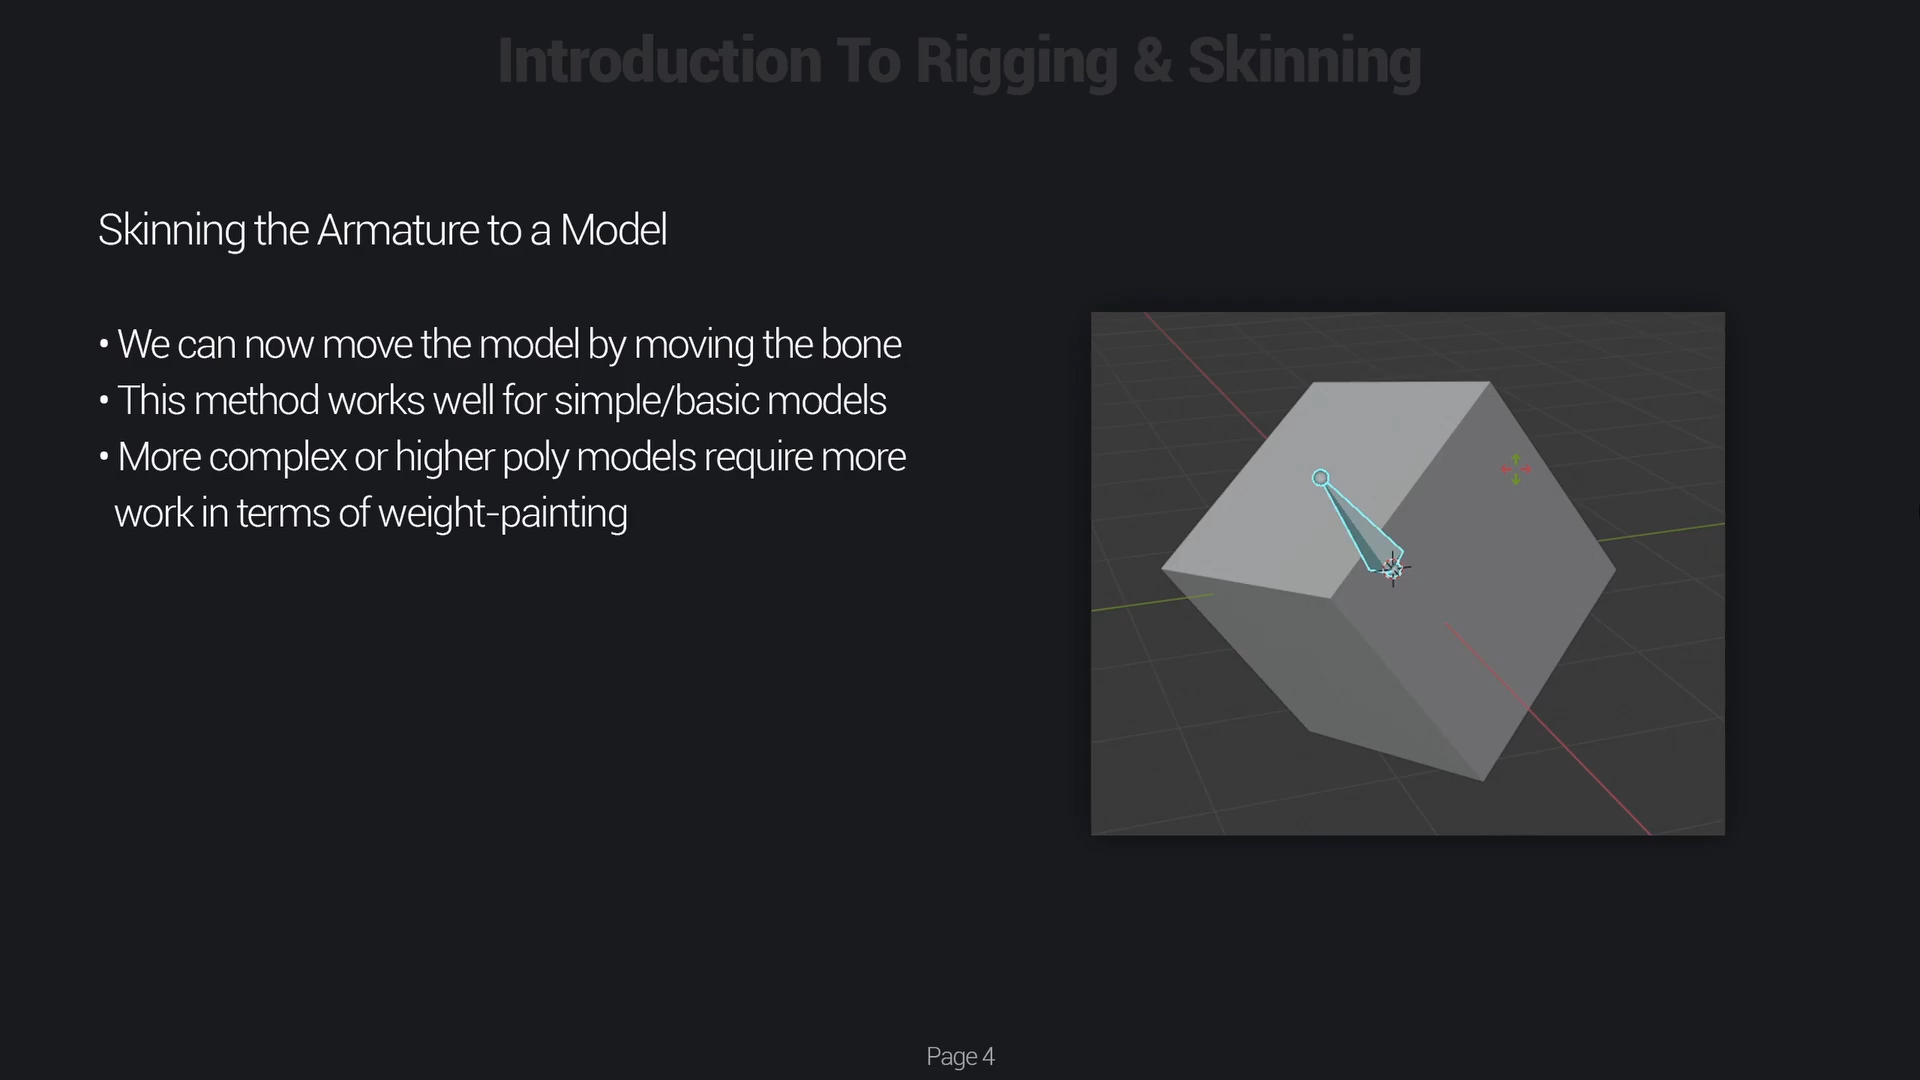 Introduction To Rigging & Skinning
Skinning the Armature to a Model
• We can now move the model by moving the bone
• This method works well for simple/basic models
• More complex or higher poly models require more
work in terms of weight-painting
Page 4